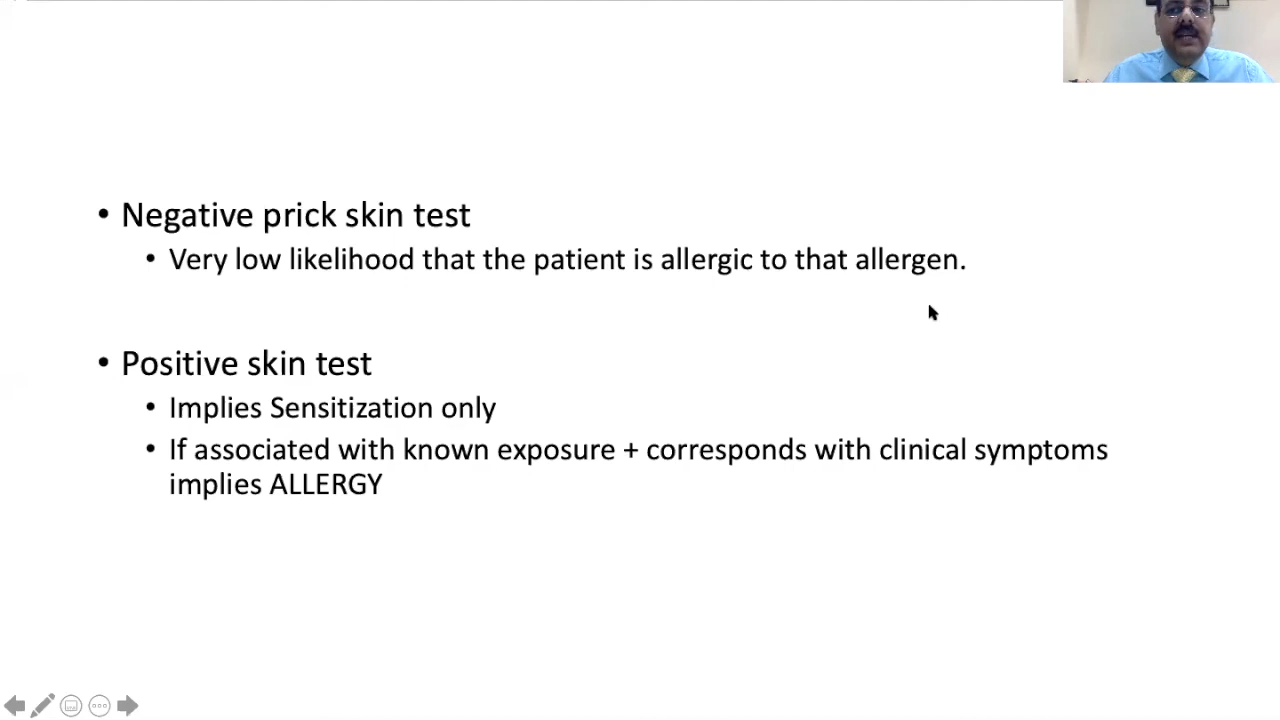 • Negative prick skin test
• Very low likelihood that the patient is allergic to that allergen.
• Positive skin test
• Implies Sensitization only
• If associated with known exposure + corresponds with clinical symptoms
implies ALLERGY